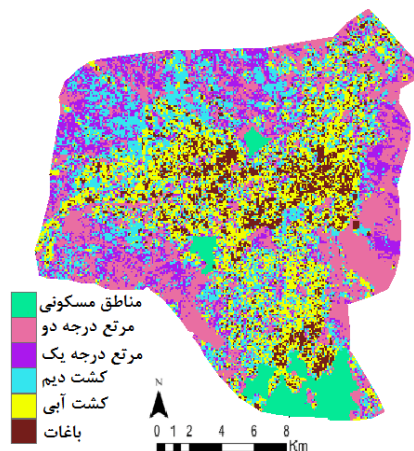 مناطق مسکونی
مرتع درجه دو
مرتع درجه یک
کشت دیم
کشت آبی
باغات
N
0 1 2 4 6 8
Km